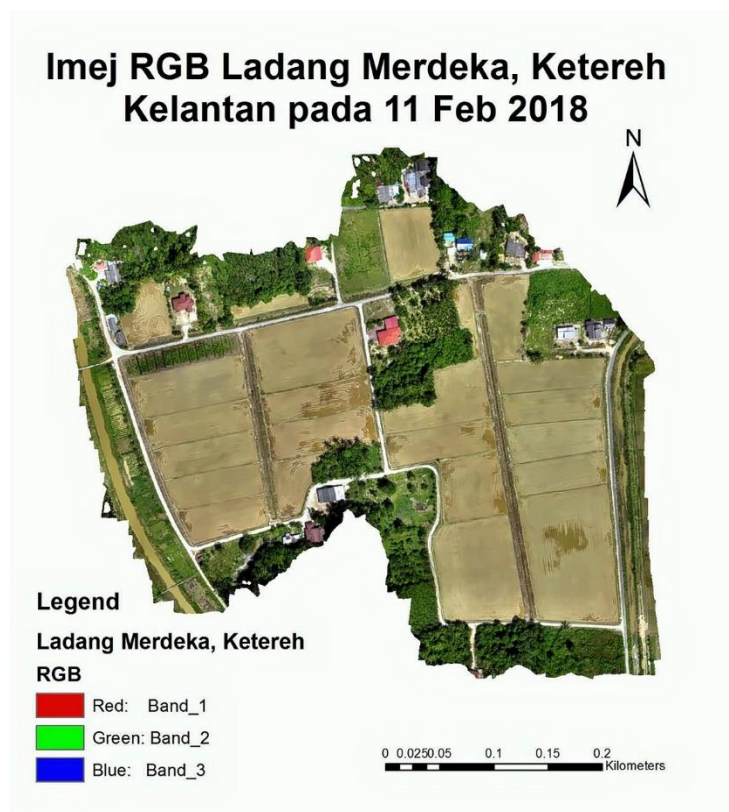 Imej RGB Ladang Merdeka, Ketereh
Kelantan pada 11 Feb 2018
N
Legend
Ladang Merdeka, Ketereh
RGB
Red: Band_1
Green: Band_2
Blue: Band_3
0 0.0250.05 0.1 0.15 0.2
Kilometers